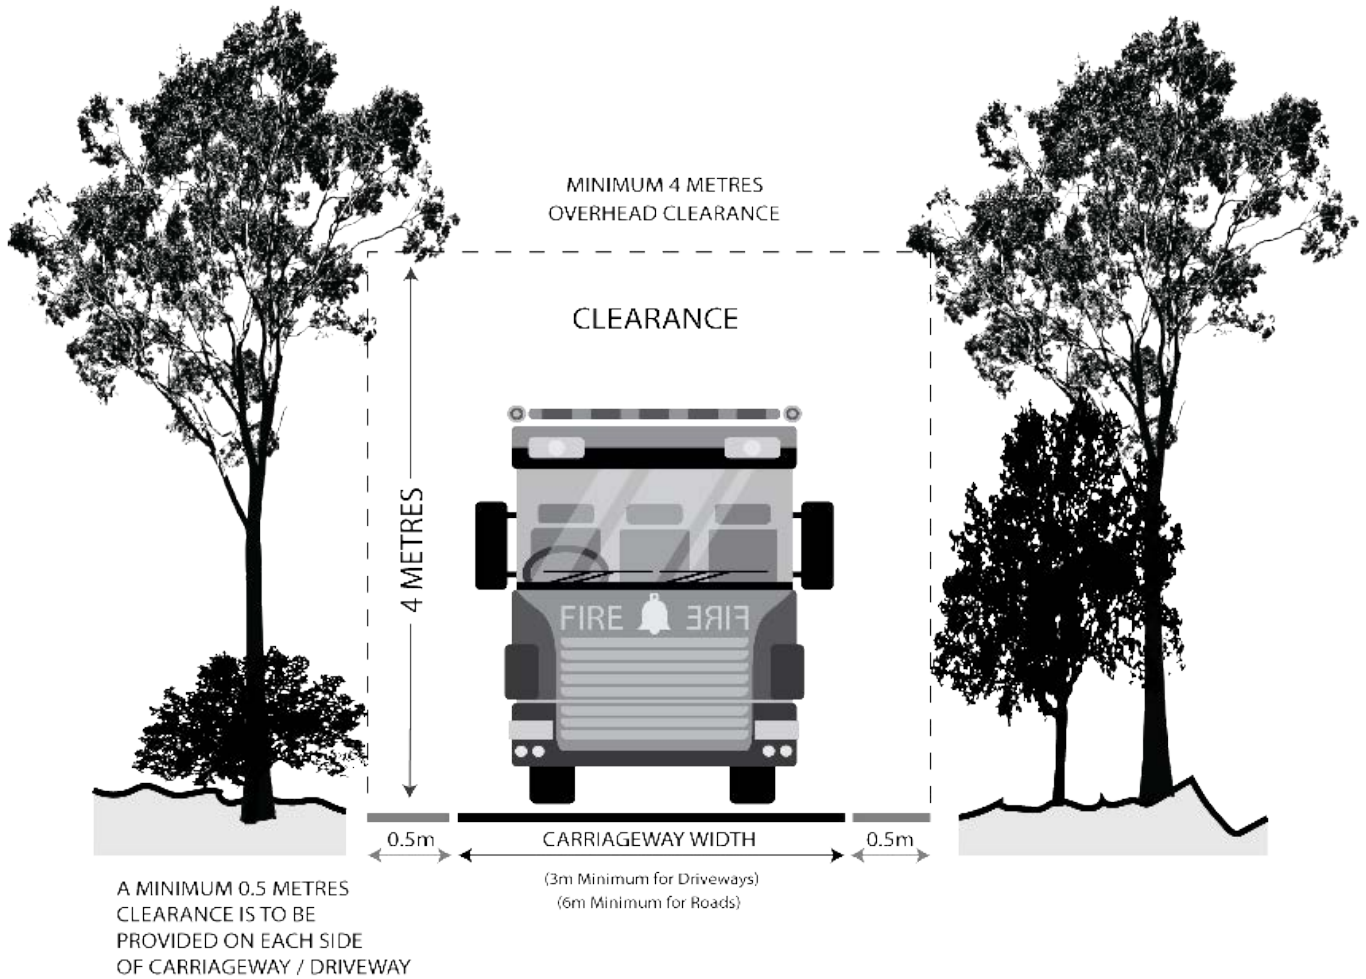 MINIMUM 4 METRES
OVERHEAD CLEARANCE
CLEARANCE
4 METRES
FIRE FIRE
0.5m
CARRIAGEWAY WIDTH
0.5m
(3m Minimum for Driveways)
(6m Minimum for Roads)
A MINIMUM 0.5 METRES
CLEARANCE IS TO BE
PROVIDED ON EACH SIDE
OF CARRIAGEWAY / DRIVEWAY